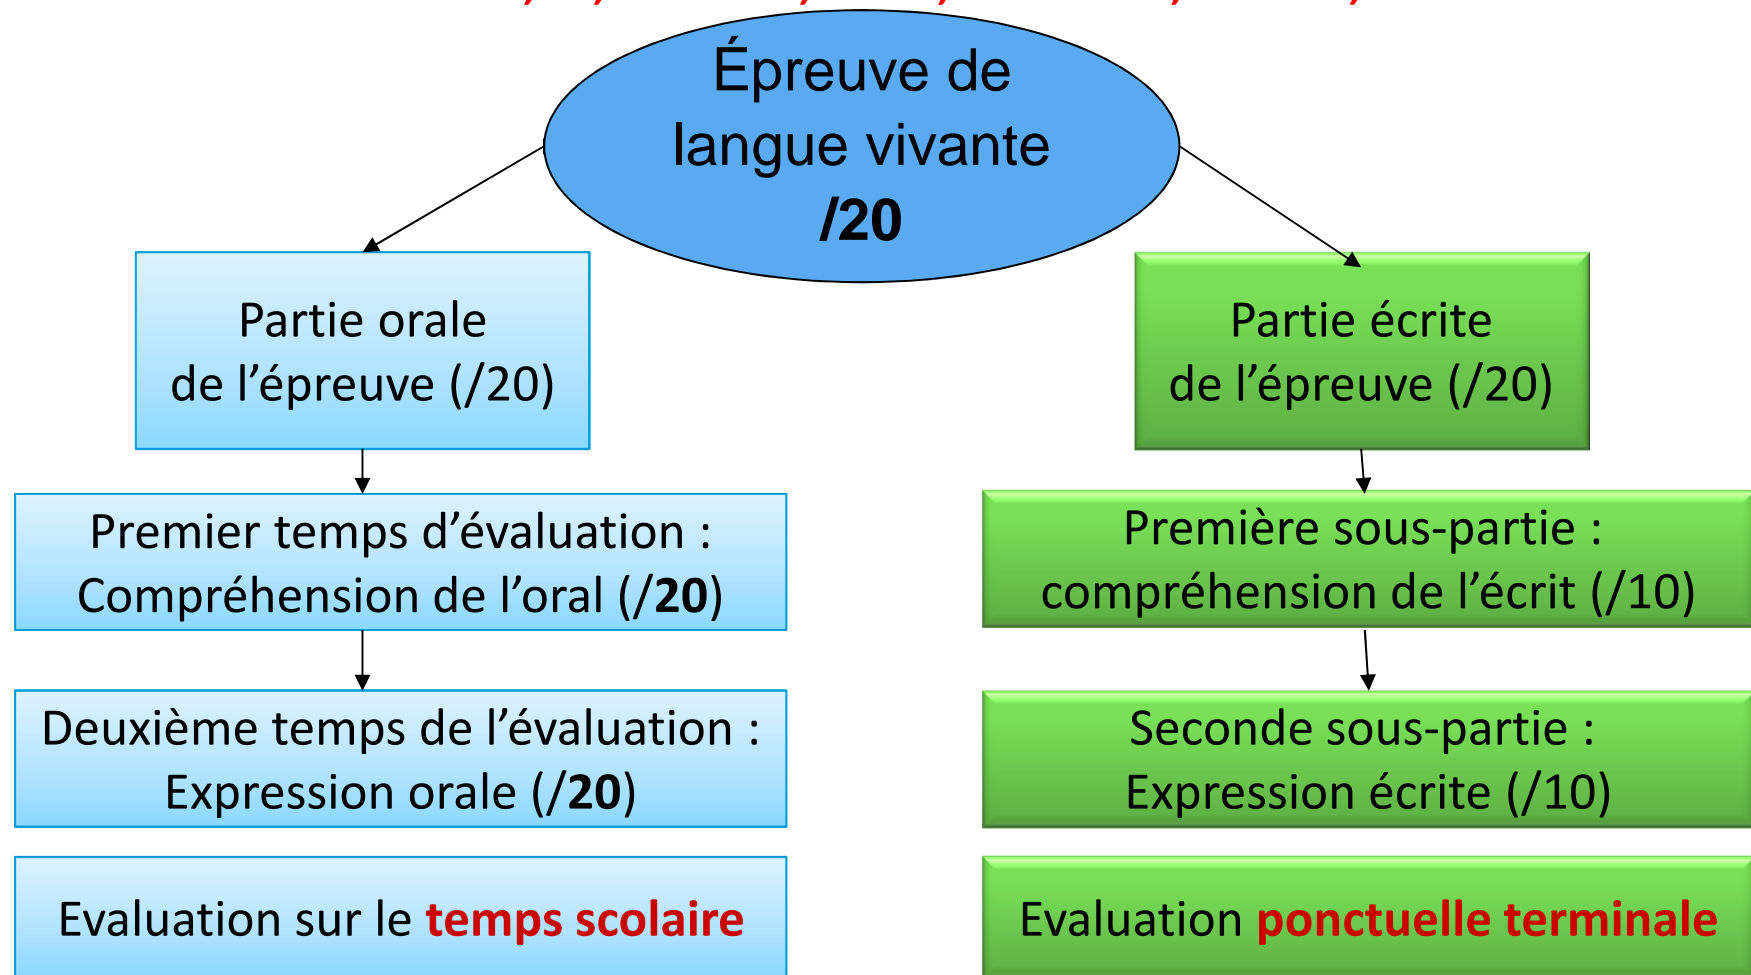 Épreuve de
langue vivante
/20
Partie orale
de l’épreuve (/20)
Premier temps d’évaluation :
Compréhension de l’oral (/20)
Deuxième temps de l’évaluation :
Expression orale (/20)
Evaluation sur le temps scolaire
Partie écrite
de l’épreuve (/20)
Première sous-partie :
compréhension de l’écrit (/10)
Seconde sous-partie :
Expression écrite (/10)
Evaluation ponctuelle terminale